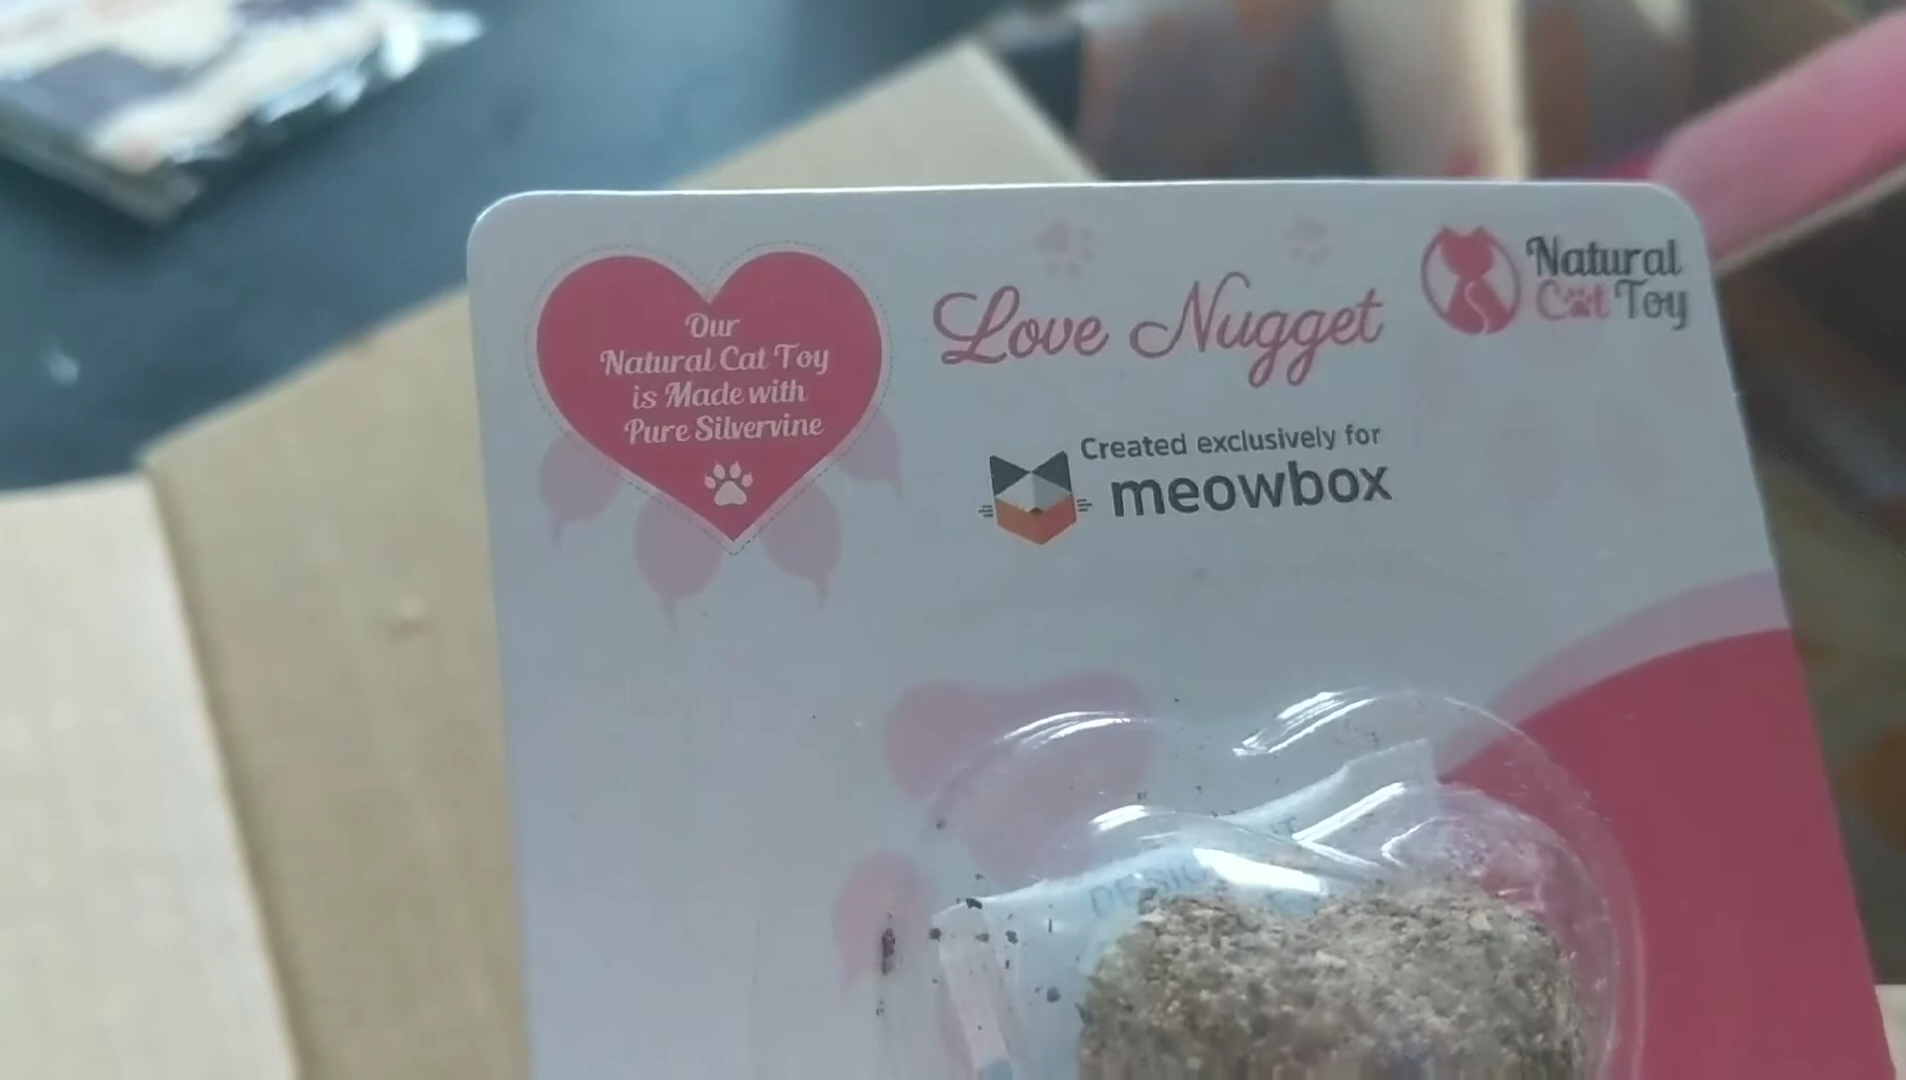 Our
Natural Cat Toy
is Made with
Pure Silvervine
Love Nugget
Natural
Cat Toy
Created exclusively for
meowbox